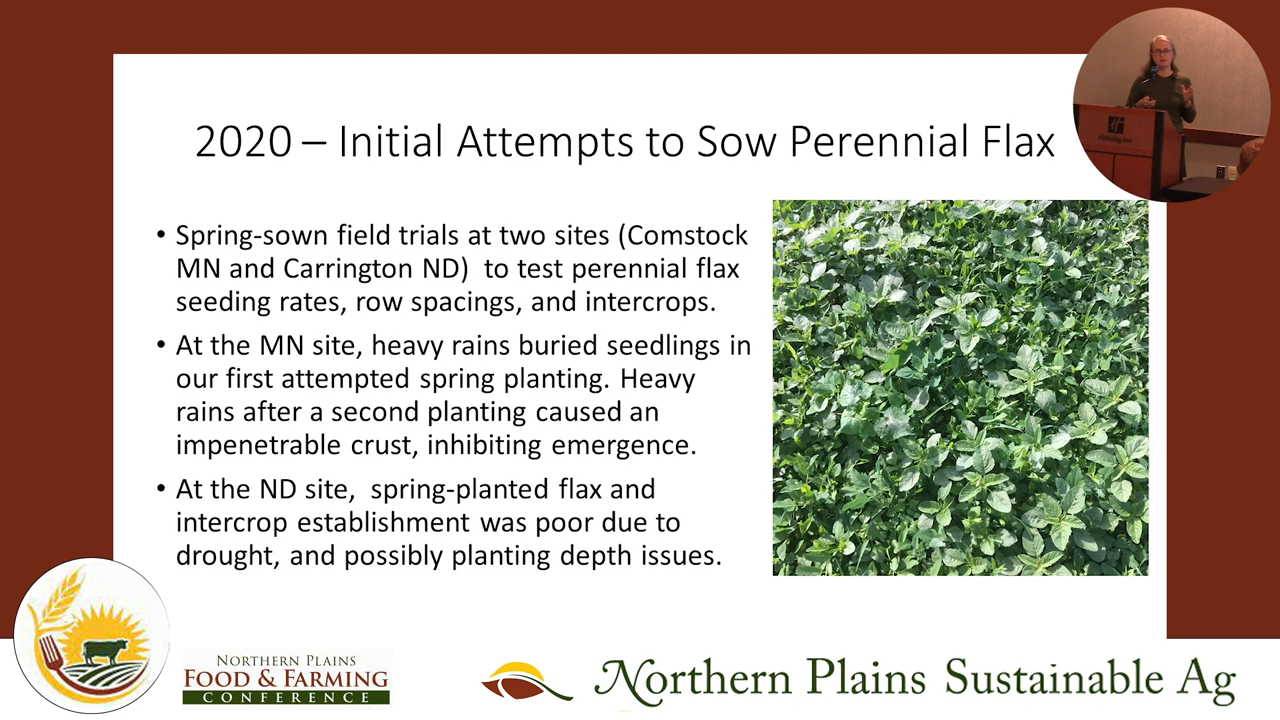 2020 – Initial Attempts to Sow Perennial Flax
• Spring-sown field trials at two sites (Comstock
MN and Carrington ND)  to test perennial flax
seeding rates, row spacings, and intercrops.
• At the MN site, heavy rains buried seedlings in
our first attempted spring planting. Heavy
rains after a second planting caused an
impenetrable crust, inhibiting emergence.
• At the ND site,  spring-planted flax and
intercrop establishment was poor due to
drought, and possibly planting depth issues.
Holiday Inn
NORTHERN PLAINS
FOOD & FARMING
CONFERENCE
Northern Plains Sustainable Ag